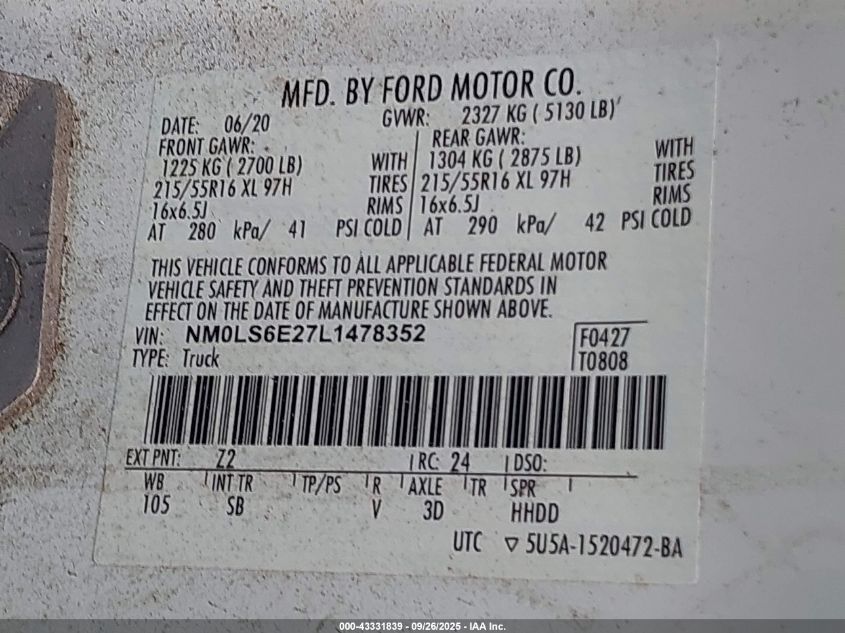 MFD. BY FORD MOTOR CO.
DATE: 06/20 GVWR: 2327 KG ( 5130 LB)
FRONT GAWR: REAR GAWR:
1225 KG ( 2700 LB) WITH 1304 KG ( 2875 LB) WITH
215/55R16 XL 97H TIRES 215/55R16 XL 97H TIRES
16x6.5J RIMS 16x6.5J RIMS
AT 280 kPa/ 41 PSI COLD AT 290 kPa/ 42 PSI COLD
THIS VEHICLE CONFORMS TO ALL APPLICABLE FEDERAL MOTOR
VEHICLE SAFETY AND THEFT PREVENTION STANDARDS IN
EFFECT ON THE DATE OF MANUFACTURE SHOWN ABOVE.
VIN: NM0LS6E27L1478352 F0427
TYPE: Truck T0808
EXT PNT: Z2 RC: 24 DSO:
WB INT TR TP/PS R AXLE TR SPR
105 SB V 3D HHDD
UTC ▽ 5U5A-1520472-BA
000-43331839 - 09/26/2025 - IAA Inc.